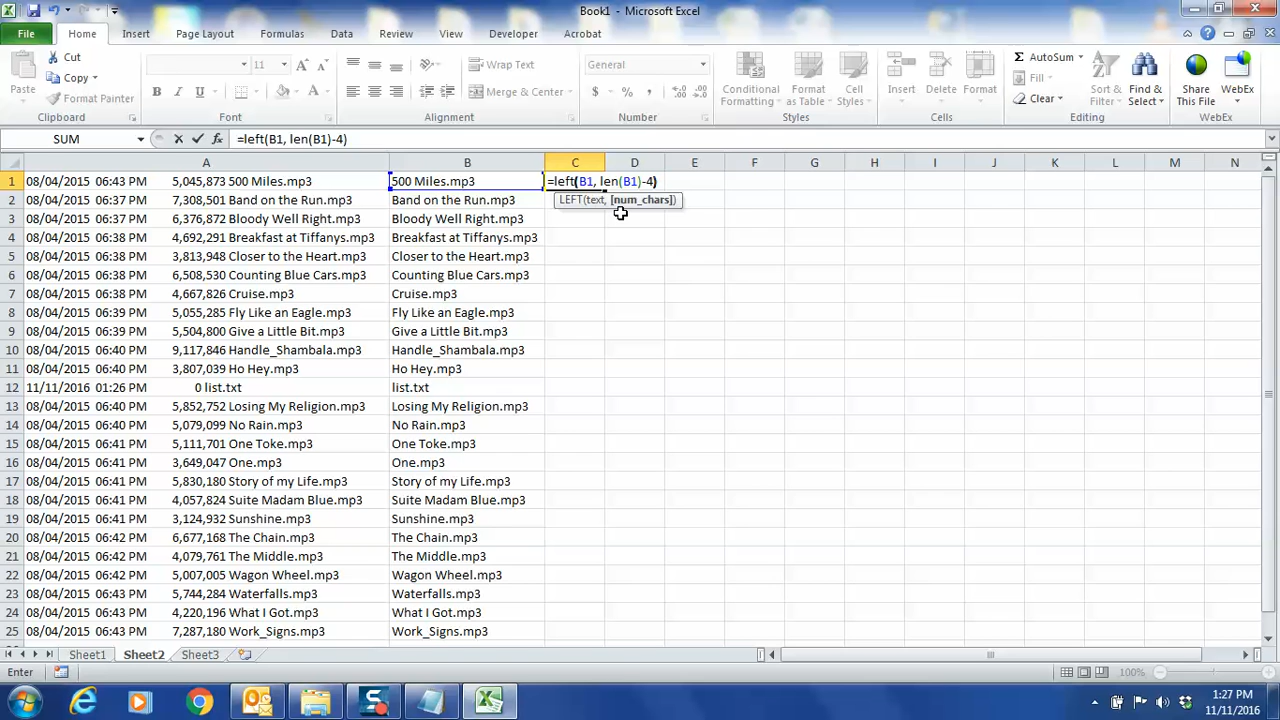 Book1 - Microsoft Excel
File Home Insert Page Layout Formulas Data Review View Developer Acrobat
Paste
Cut
Copy
Format Painter
Clipboard
11
A A
B I U
A
Font
Wrap Text
Merge & Center
Alignment
General
$ % ,
Number
Conditional Formatting
Format as Table
Cell Styles
Styles
Insert
Delete
Format
Cells
Σ AutoSum
Fill
Clear
Sort & Filter
Find & Select
Editing
Share This File
WebEx
WebEx
SUM
fx
=left(B1, len(B1)-4)
A B C D E F G H I J K L M N
1 08/04/2015 06:43 PM 5,045,873 500 Miles.mp3 500 Miles.mp3 =left(B1, len(B1)-4)
LEFT(text, [num_chars])
2 08/04/2015 06:43 PM 7,308,501 Band on the Run.mp3 Band on the Run.mp3
3 08/04/2015 06:43 PM 6,376,872 Bloody Well Right.mp3 Bloody Well Right.mp3
4 08/04/2015 06:38 PM 4,692,291 Breakfast at Tiffanys.mp3 Breakfast at Tiffanys.mp3
5 08/04/2015 06:38 PM 3,813,948 Closer to the Heart.mp3 Closer to the Heart.mp3
6 08/04/2015 06:38 PM 6,508,530 Counting Blue Cars.mp3 Counting Blue Cars.mp3
7 08/04/2015 06:38 PM 4,667,826 Cruise.mp3 Cruise.mp3
8 08/04/2015 06:37 PM 5,055,285 Fly Like an Eagle.mp3 Fly Like an Eagle.mp3
9 08/04/2015 06:39 PM 5,504,800 Give a Little Bit.mp3 Give a Little Bit.mp3
10 08/04/2015 06:40 PM 9,117,846 Handle_Shambala.mp3 Handle_Shambala.mp3
11 08/04/2015 06:40 PM 3,807,039 Ho Hey.mp3 Ho Hey.mp3
12 11/11/2016 01:26 PM 0 list.txt list.txt
13 08/04/2015 06:40 PM 5,852,752 Losing My Religion.mp3 Losing My Religion.mp3
14 08/04/2015 06:40 PM 5,079,099 No Rain.mp3 No Rain.mp3
15 08/04/2015 06:41 PM 5,111,701 One Toke.mp3 One Toke.mp3
16 08/04/2015 06:41 PM 3,649,047 One.mp3 One.mp3
17 08/04/2015 06:41 PM 5,830,180 Story of my Life.mp3 Story of my Life.mp3
18 08/04/2015 06:41 PM 4,057,824 Suite Madam Blue.mp3 Suite Madam Blue.mp3
19 08/04/2015 06:41 PM 3,124,932 Sunshine.mp3 Sunshine.mp3
20 08/04/2015 06:42 PM 6,677,168 The Chain.mp3 The Chain.mp3
21 08/04/2015 06:42 PM 4,079,761 The Middle.mp3 The Middle.mp3
22 08/04/2015 06:42 PM 5,007,005 Wagon Wheel.mp3 Wagon Wheel.mp3
23 08/04/2015 06:43 PM 5,744,284 Waterfalls.mp3 Waterfalls.mp3
24 08/04/2015 06:43 PM 4,220,196 What I Got.mp3 What I Got.mp3
25 08/04/2015 06:43 PM 7,287,180 Work_Signs.mp3 Work_Signs.mp3
Sheet1 Sheet2 Sheet3
Enter
100%
1:27 PM
11/11/2016